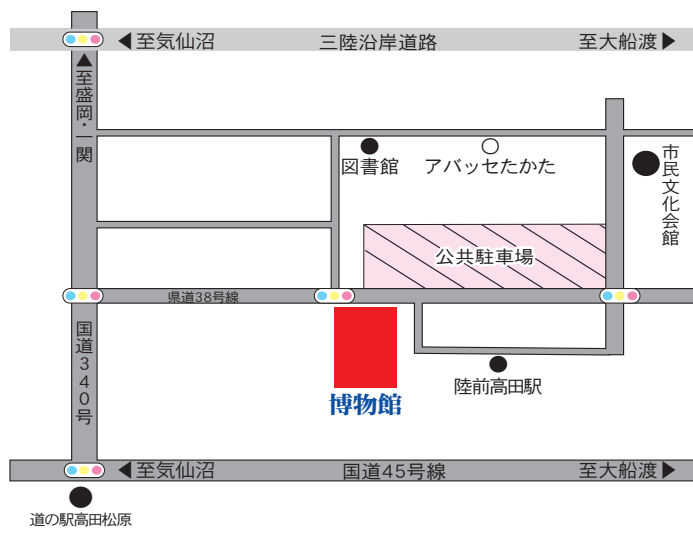 ◀至気仙沼
三陸沿岸道路
至大船渡▶
▲至盛岡・一関
図書館
アバッセたかた
市民文化会館
公共駐車場
県道38号線
国道340号
博物館
陸前高田駅
◀至気仙沼
国道45号線
至大船渡▶
道の駅高田松原